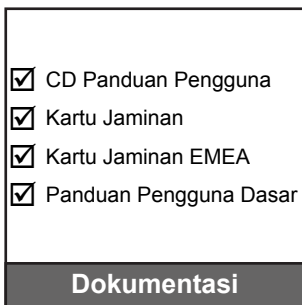 ☑ CD Panduan Pengguna
☑ Kartu Jaminan
☑ Kartu Jaminan EMEA
☑ Panduan Pengguna Dasar
Dokumentasi